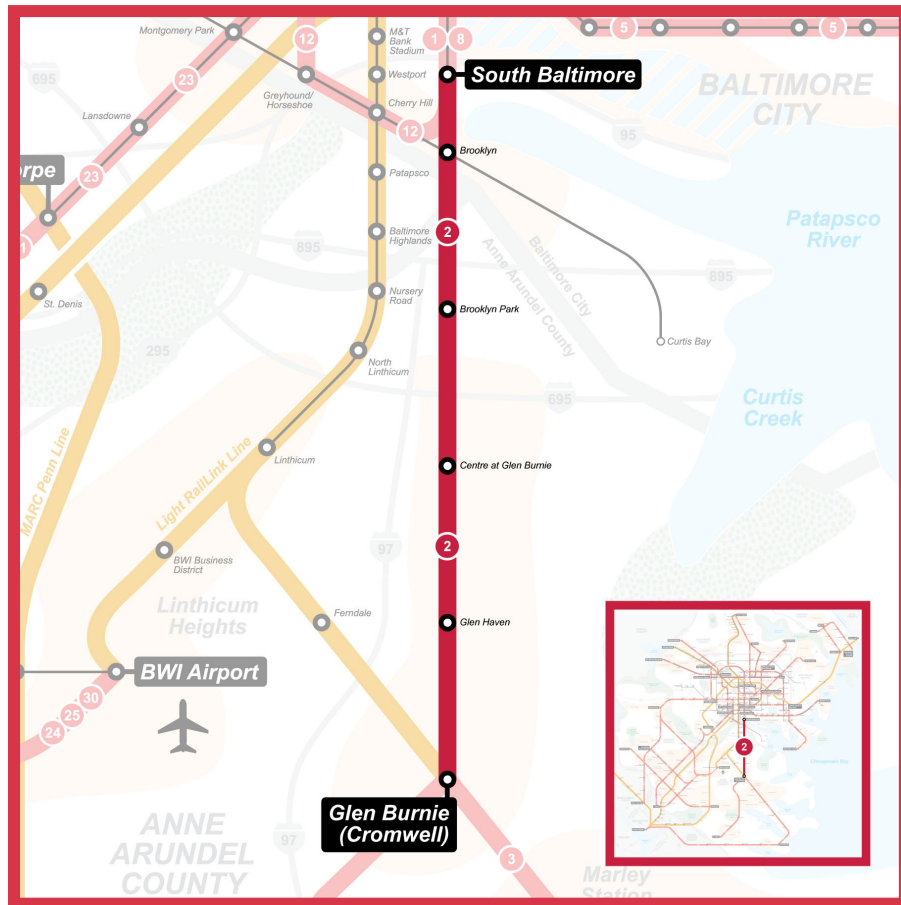 Montgomery Park
12
M&T
Bank
Stadium
1
8
5
5
695
23
Westport
South Baltimore
BALTIMORE
CITY
Greyhound/
Horseshoe
Cherry Hill
Lansdowne
12
95
Brooklyn
orpe
23
Patapsco
Patapsco
River
1
2
Baltimore
Highlands
895
Baltimore City
Anne Arundel County
895
St. Denis
Nursery
Road
Brooklyn Park
295
North
Linthicum
Curtis Bay
695
Curtis
Creek
MARC Penn Line
Light RailLink Line
Linthicum
Centre at Glen Burnie
97
2
BWI Business
District
Linthicum
Heights
Ferndale
Glen Haven
BWI Airport
30
25
24
2
Glen Burnie
(Cromwell)
ANNE
ARUNDEL
COUNTY
97
3
Marley
Station